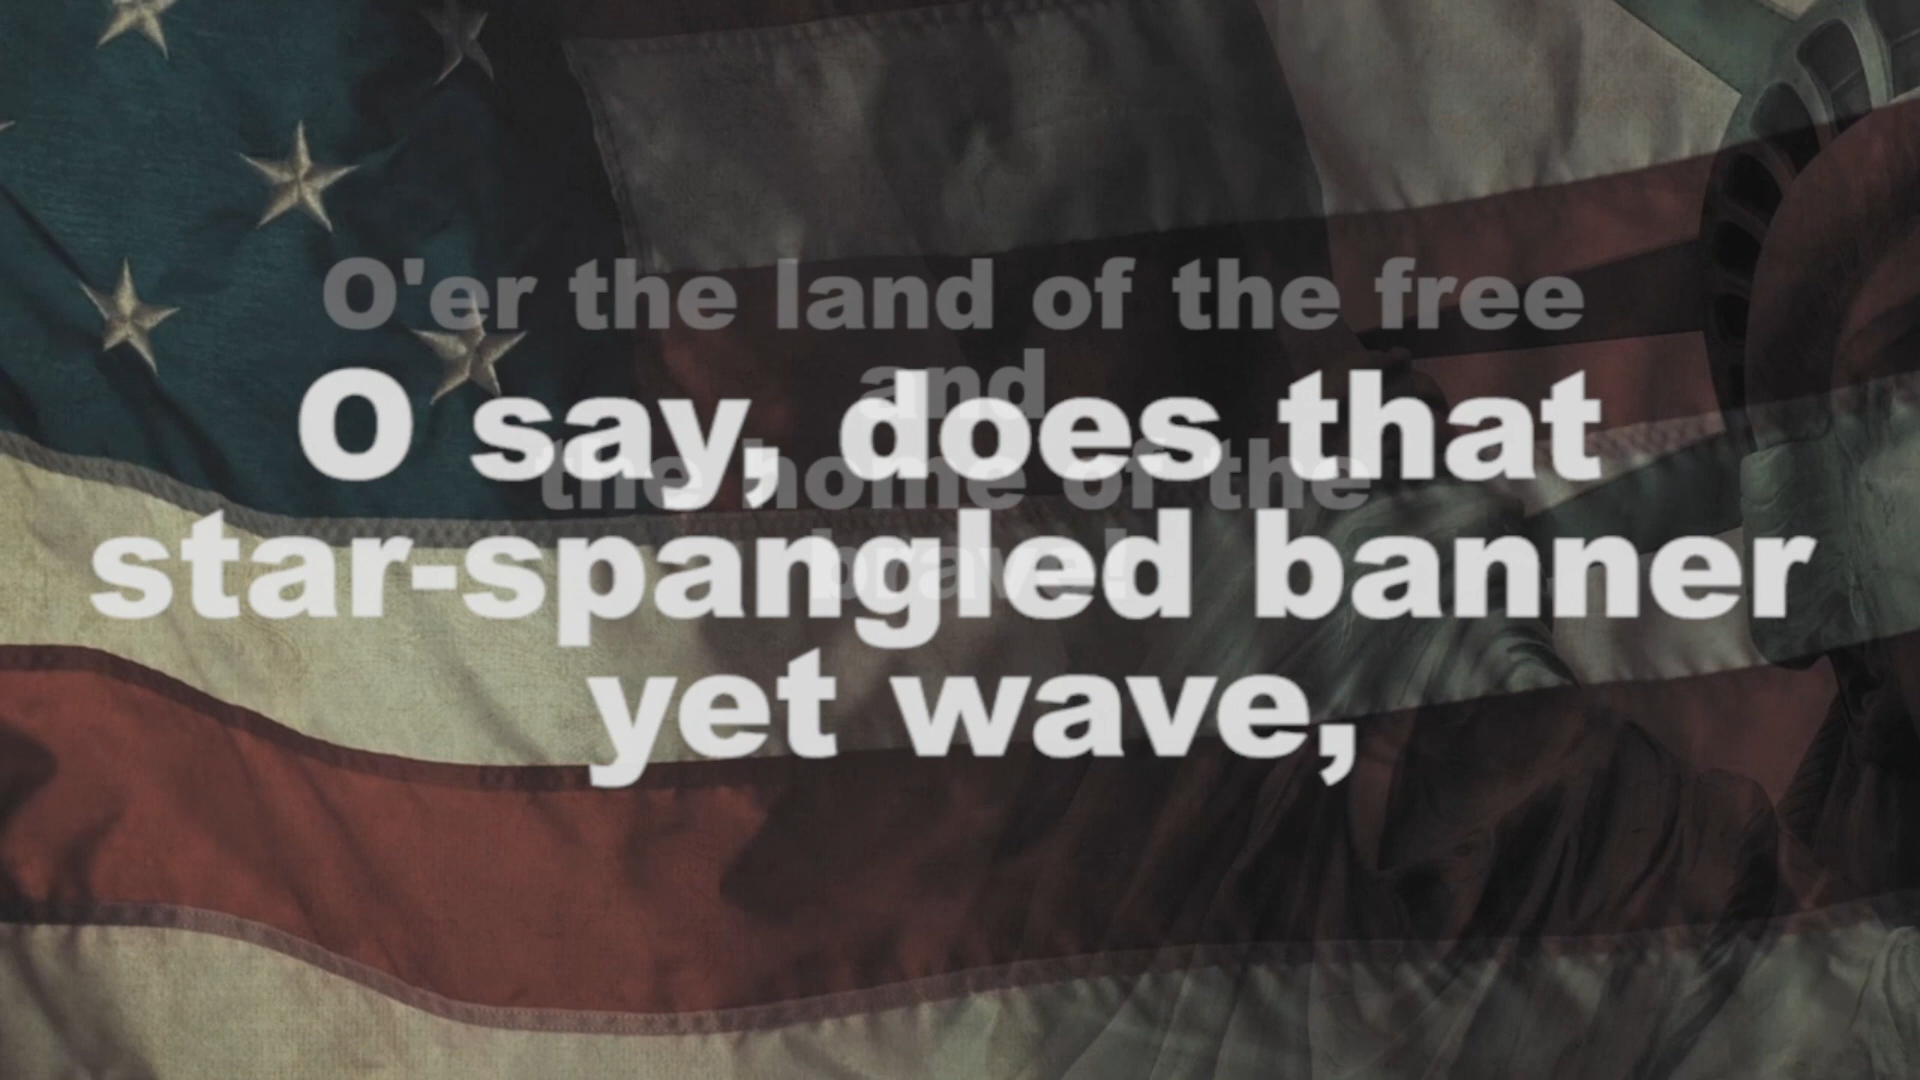 O'er the land of the free
and
the home of the
brave!
O say, does that
star-spangled banner
yet wave,